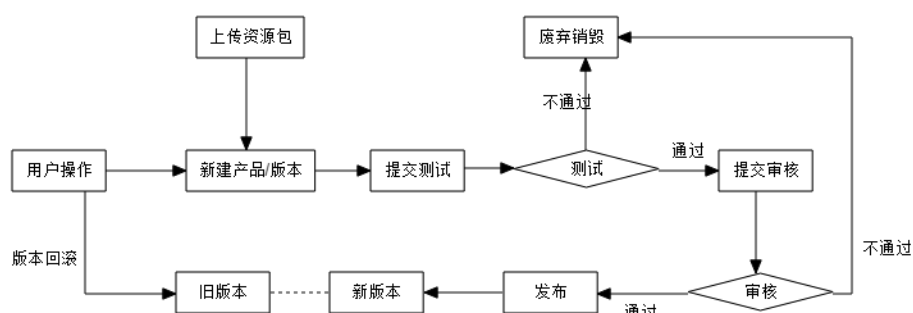 上传资源包
废弃销毁
不通过
用户操作
新建产品/版本
提交测试
测试
通过
提交审核
版本回滚
不通过
旧版本
新版本
发布
通过
审核